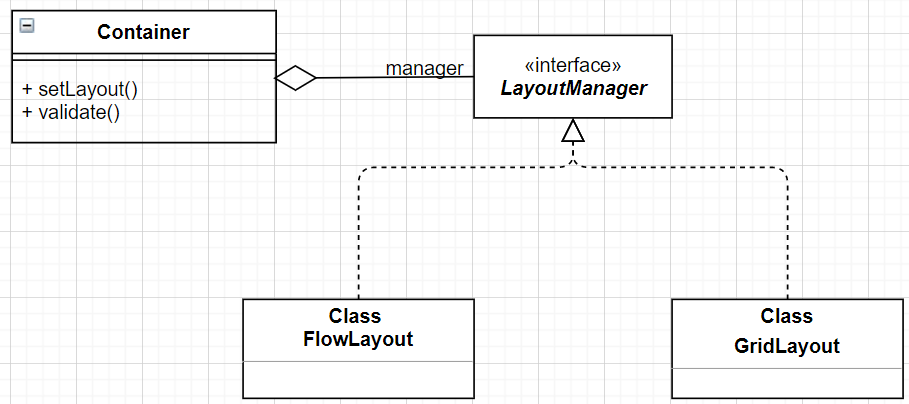 Container
+ setLayout()
+ validate()
manager
«interface»
LayoutManager
Class
FlowLayout
Class
GridLayout